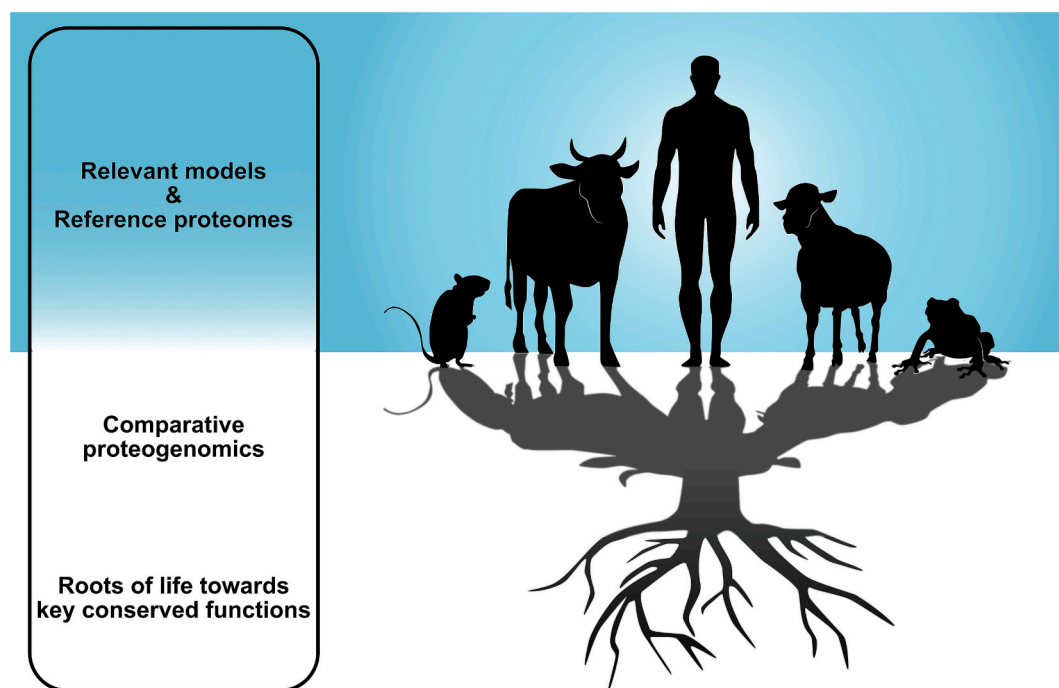 Relevant models
&
Reference proteomes
Comparative
proteogenomics
Roots of life towards
key conserved functions